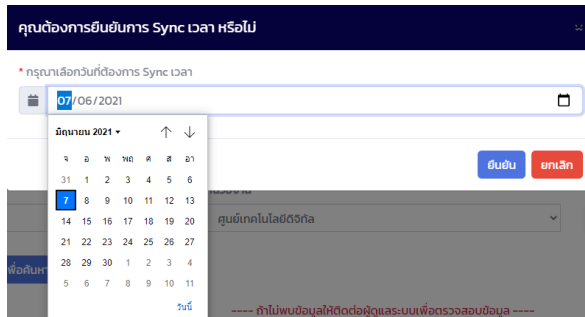 คุณต้องการยืนยันการ Sync เวลา หรือไม่
* กรุณาเลือกวันที่ต้องการ Sync เวลา
07/06/2021
มิถุนายน 2021
จ อ พ พฤ ศ ส อา
31 1 2 3 4 5 6
7 8 9 10 11 12 13
14 15 16 17 18 19 20
21 22 23 24 25 26 27
28 29 30 1 2 3 4
5 6 7 8 9 10 11
วันนี้
ยืนยัน ยกเลิก
ศูนย์เทคโนโลยีดิจิทัล
---- ถ้าไม่พบข้อมูลให้ติดต่อผู้ดูแลระบบเพื่อตรวจสอบข้อมูล ----